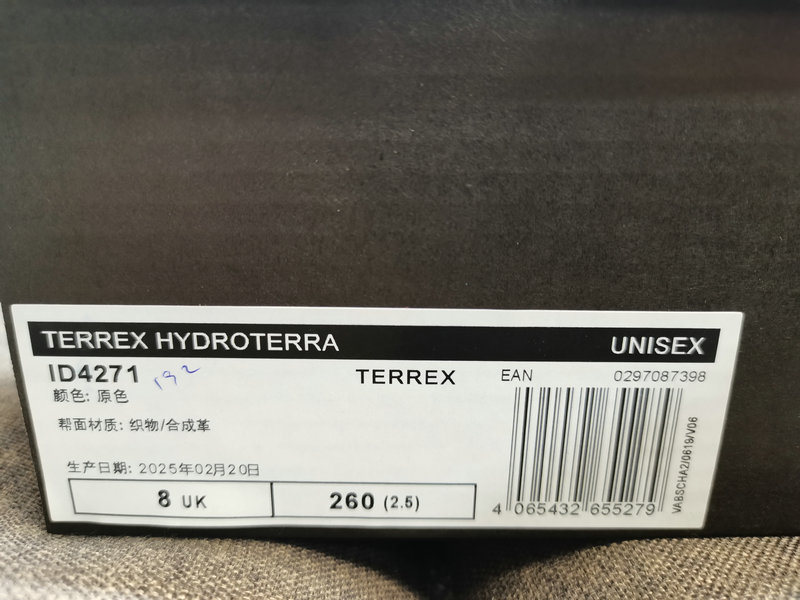 TERREX HYDROTERRA UNISEX
ID4271 192 TERREX EAN 0297087398
颜色: 原色
帮面材质: 织物/合成革
生产日期: 2025年02月20日
8 UK 260 (2.5)
4 065432 655279
VABSCHA2/0619/V06